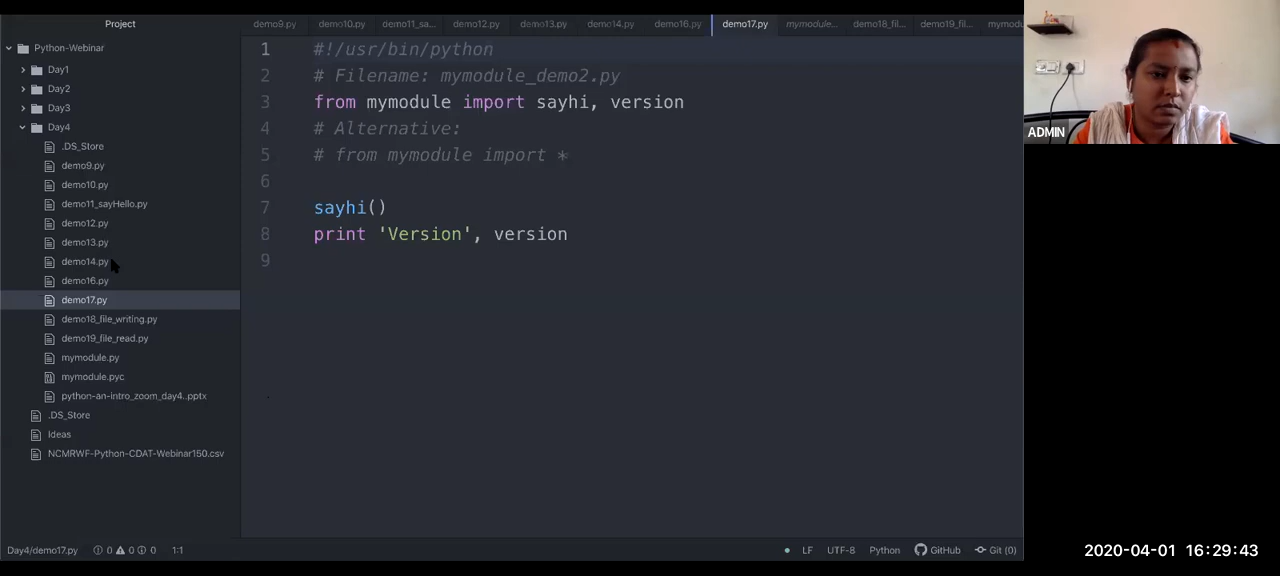 Project
Python-Webinar
Day1
Day2
Day3
Day4
.DS_Store
demo9.py
demo10.py
demo11_sayHello.py
demo12.py
demo13.py
demo14.py
demo16.py
demo17.py
demo18_file_writing.py
demo19_file_read.py
mymodule.py
mymodule.pyc
python-an-intro_zoom_day4..pptx
.DS_Store
Ideas
NCMRWF-Python-CDAT-Webinar150.csv
demo9.py demo10.py demo11_sa... demo12.py demo13.py demo14.py demo16.py demo17.py mymodule... demo18_fil... demo19_fil... mymodu
1 #!/usr/bin/python
2 # Filename: mymodule_demo2.py
3 from mymodule import sayhi, version
4 # Alternative:
5 # from mymodule import *
6
7 sayhi()
8 print 'Version', version
9
Day4/demo17.py 0 0 0 1:1 LF UTF-8 Python GitHub Git (0)
ADMIN
2020-04-01 16:29:43